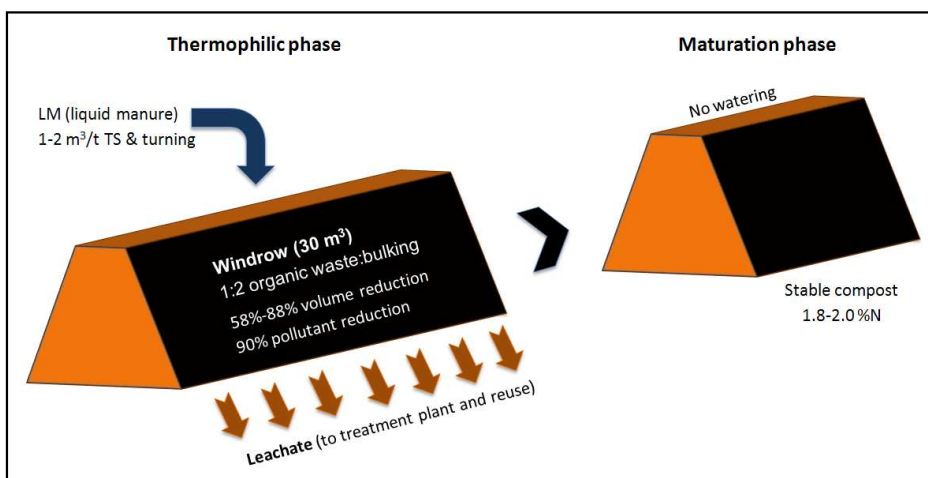 Thermophilic phase
Maturation phase
LM (liquid manure)
1-2 m³/t TS & turning
No watering
Windrow (30 m³)
1:2 organic waste:bulking
58%-88% volume reduction
90% pollutant reduction
Stable compost
1.8-2.0 %N
Leachate (to treatment plant and reuse)